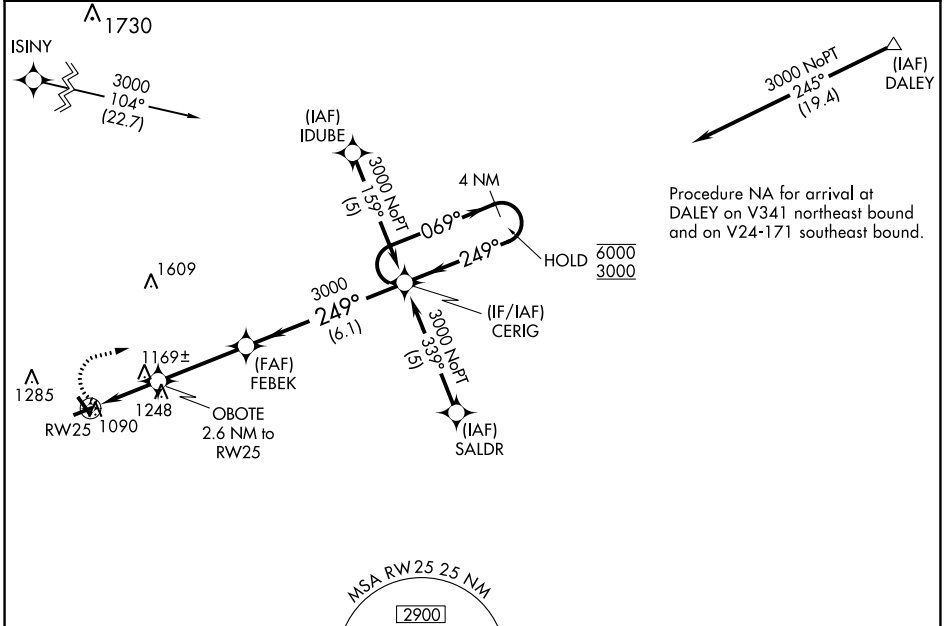 1730
ISINY
3000
104°
(22.7)
(IAF)
IDUBE
3000 NoPT
159°
(5)
3000 NoPT
245°
(19.4)
(IAF)
DALEY
Procedure NA for arrival at
DALEY on V341 northeast bound
and on V24-171 southeast bound.
4 NM
069°
249°
HOLD
6000
3000
1609
3000
249°
(6.1)
(IF/IAF)
CERIG
3000 NoPT
339°
(5)
(IAF)
SALDR
(FAF)
FEBEK
1169±
1285
1248
OBOTE
2.6 NM to
RW25
RW25
1090
MSA RW25 25 NM
2900